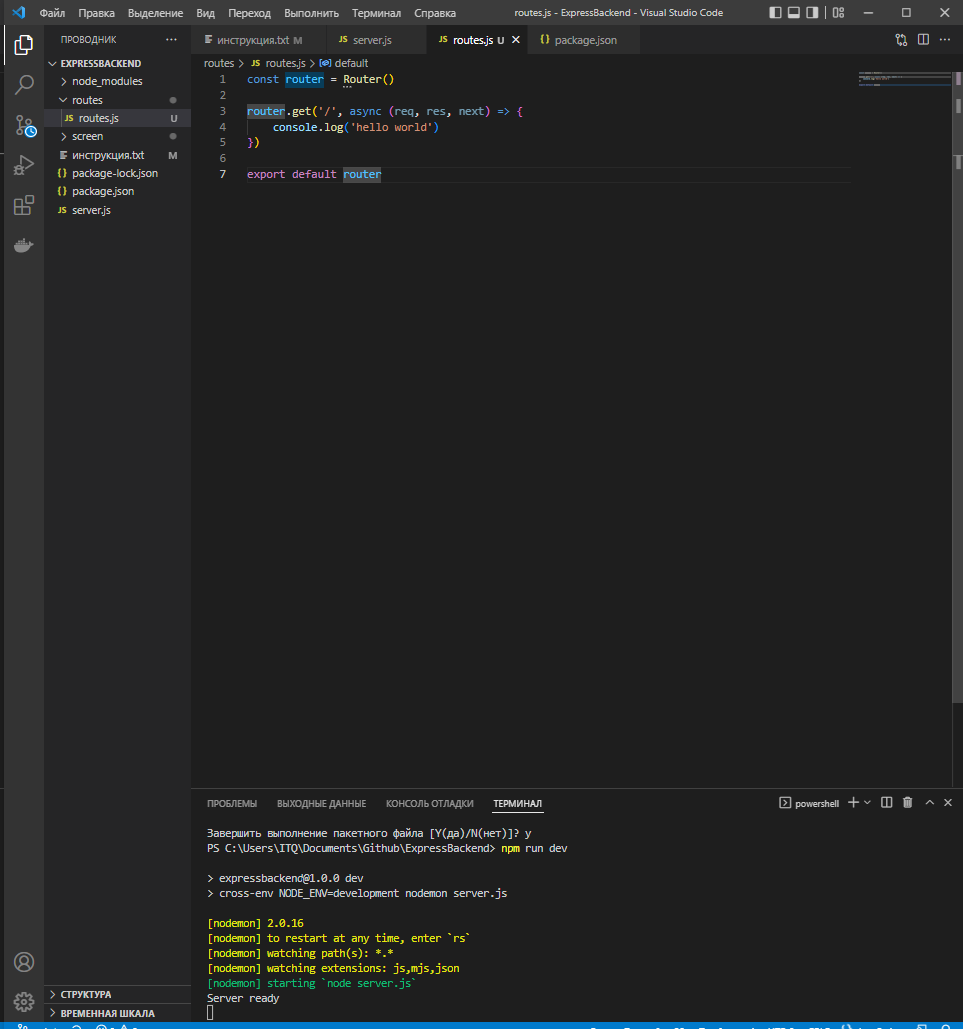 Файл Правка Выделение Вид Переход Выполнить Терминал Справка routes.js - ExpressBackend - Visual Studio Code
ПРОВОДНИК ···
EXPRESSBACKEND
node_modules
routes
JS routes.js U
screen
инструкция.txt M
{} package-lock.json
{} package.json
JS server.js
инструкция.txt M JS server.js JS routes.js U {} package.json
routes > JS routes.js > default
1 const router = Router()
2
3 router.get('/', async (req, res, next) => {
4 console.log('hello world')
5 })
6
7 export default router
ПРОБЛЕМЫ ВЫХОДНЫЕ ДАННЫЕ КОНСОЛЬ ОТЛАДКИ ТЕРМИНАЛ powershell
Завершить выполнение пакетного файла [Y(да)/N(нет)]? y
PS C:\Users\ITQ\Documents\Github\ExpressBackend> npm run dev
> expressbackend@1.0.0 dev
> cross-env NODE_ENV=development nodemon server.js
[nodemon] 2.0.16
[nodemon] to restart at any time, enter `rs`
[nodemon] watching path(s): *.*
[nodemon] watching extensions: js,mjs,json
[nodemon] starting `node server.js`
Server ready
СТРУКТУРА
ВРЕМЕННАЯ ШКАЛА